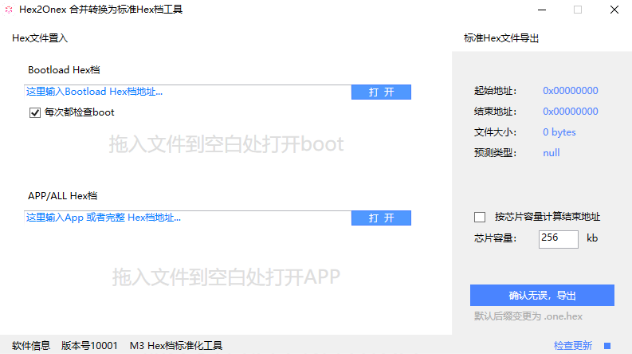 Hex2Onex 合并转换为标准Hex档工具
Hex文件置入
Bootload Hex档
这里输入Bootload Hex档地址...
打 开
每次都检查boot
拖入文件到空白处打开boot
APP/ALL Hex档
这里输入App 或者完整 Hex档地址...
打 开
拖入文件到空白处打开APP
标准Hex文件导出
起始地址： 0x00000000
结束地址： 0x00000000
文件大小： 0 bytes
预测类型： null
按芯片容量计算结束地址
芯片容量： 256 kb
确认无误，导出
默认后缀变更为 .one.hex
软件信息 版本号10001 M3 Hex档标准化工具 检查更新